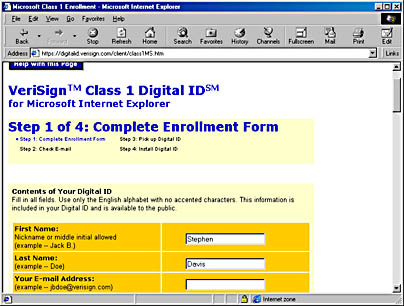 Microsoft Class 1 Enrollment - Microsoft Internet Explorer
File Edit View Go Favorites Help
Back Forward Stop Refresh Home Search Favorites History Channels Fullscreen Mail Print Edit
Address https://digitalid.verisign.com/client/class1MS.htm Links
Help with this Page
VeriSign™ Class 1 Digital ID℠
for Microsoft Internet Explorer
Step 1 of 4: Complete Enrollment Form
Step 1: Complete Enrollment Form Step 3: Pick up Digital ID
Step 2: Check E-mail Step 4: Install Digital ID
Contents of Your Digital ID
Fill in all fields. Use only the English alphabet with no accented characters. This information is
included in your Digital ID and is available to the public.
First Name:
Nickname or middle initial allowed
(example -- Jack B.) Stephen
Last Name:
(example -- Doe) Davis
Your E-mail Address:
(example -- jbdoe@verisign.com)
Internet zone